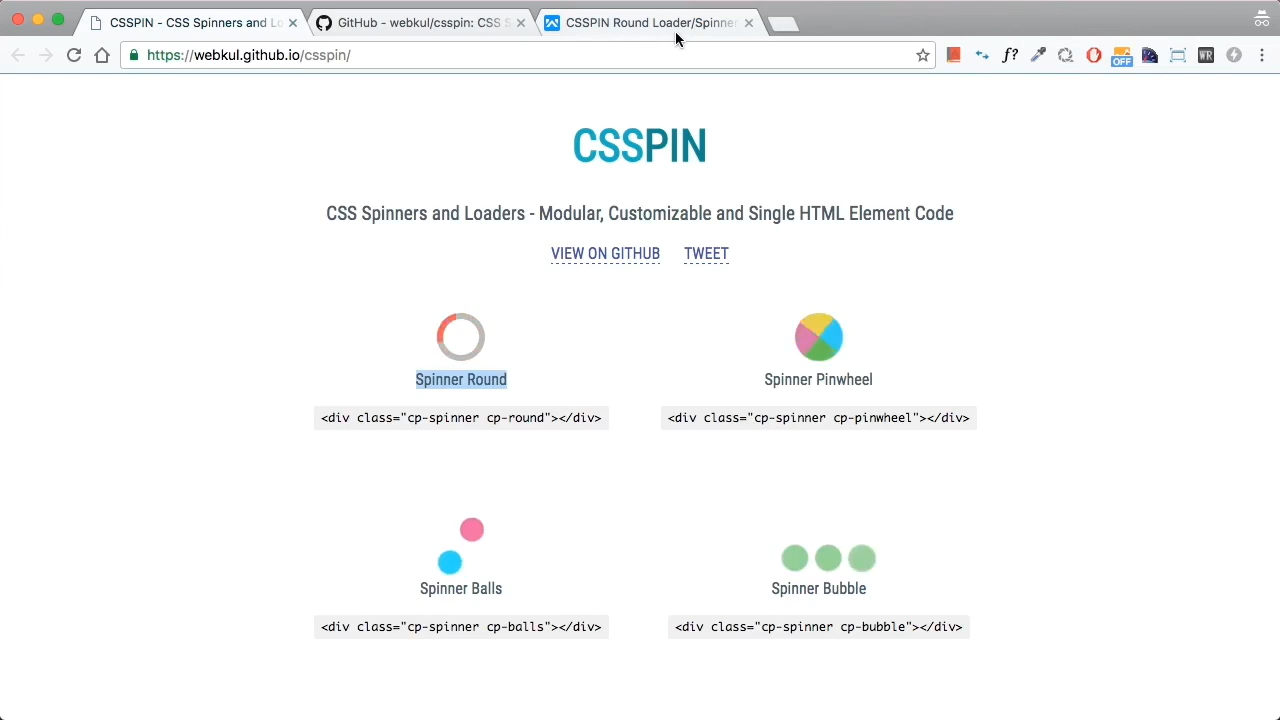 CSSPIN - CSS Spinners and Lo
GitHub - webkul/csspin: CSS S
CSSPIN Round Loader/Spinner
https://webkul.github.io/csspin/
f?
OFF
WR
CSSPIN
CSS Spinners and Loaders - Modular, Customizable and Single HTML Element Code
VIEW ON GITHUB TWEET
Spinner Round
<div class="cp-spinner cp-round"></div>
Spinner Pinwheel
<div class="cp-spinner cp-pinwheel"></div>
Spinner Balls
<div class="cp-spinner cp-balls"></div>
Spinner Bubble
<div class="cp-spinner cp-bubble"></div>